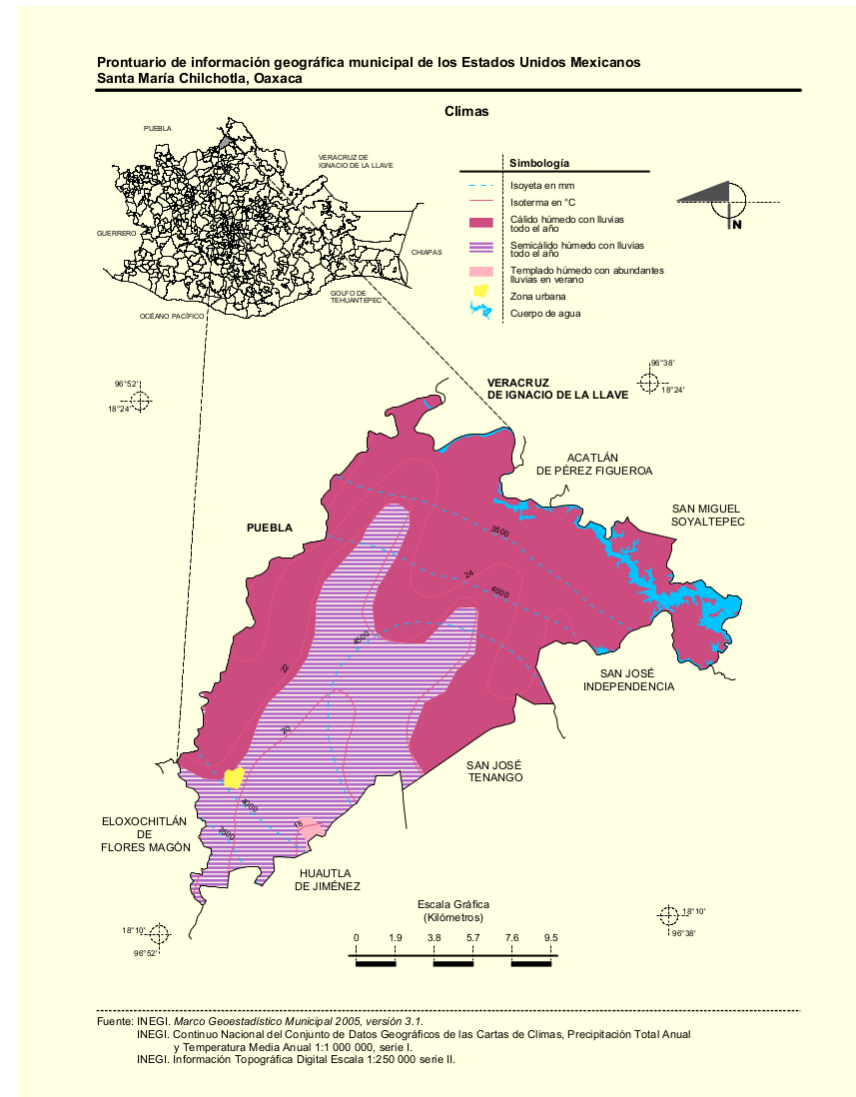 Prontuario de información geográfica municipal de los Estados Unidos Mexicanos
Santa María Chilchotla, Oaxaca
Climas
PUEBLA
VERACRUZ DE
IGNACIO DE LA LLAVE
GUERRERO
CHIAPAS
GOLFO DE
TEHUANTEPEC
OCÉANO PACÍFICO
Simbología
Isoyeta en mm
Isoterma en °C
Cálido húmedo con lluvias
todo el año
Semicálido húmedo con lluvias
todo el año
Templado húmedo con abundantes
lluvias en verano
Zona urbana
Cuerpo de agua
N
96°52'
18°24'
96°38'
18°24'
VERACRUZ
DE IGNACIO DE LA LLAVE
ACATLÁN
DE PÉREZ FIGUEROA
SAN MIGUEL
SOYALTEPEC
PUEBLA
3500
24
4000
4500
22
20
SAN JOSÉ
INDEPENDENCIA
SAN JOSÉ
TENANGO
4000
18
3500
ELOXOCHITLÁN
DE
FLORES MAGÓN
HUAUTLA
DE JIMÉNEZ
18°10'
96°52'
18°10'
96°38'
Escala Gráfica
(Kilómetros)
0 1.9 3.8 5.7 7.6 9.5
Fuente: INEGI. Marco Geoestadístico Municipal 2005, versión 3.1.
INEGI. Continuo Nacional del Conjunto de Datos Geográficos de las Cartas de Climas, Precipitación Total Anual
y Temperatura Media Anual 1:1 000 000, serie I.
INEGI. Información Topográfica Digital Escala 1:250 000 serie II.